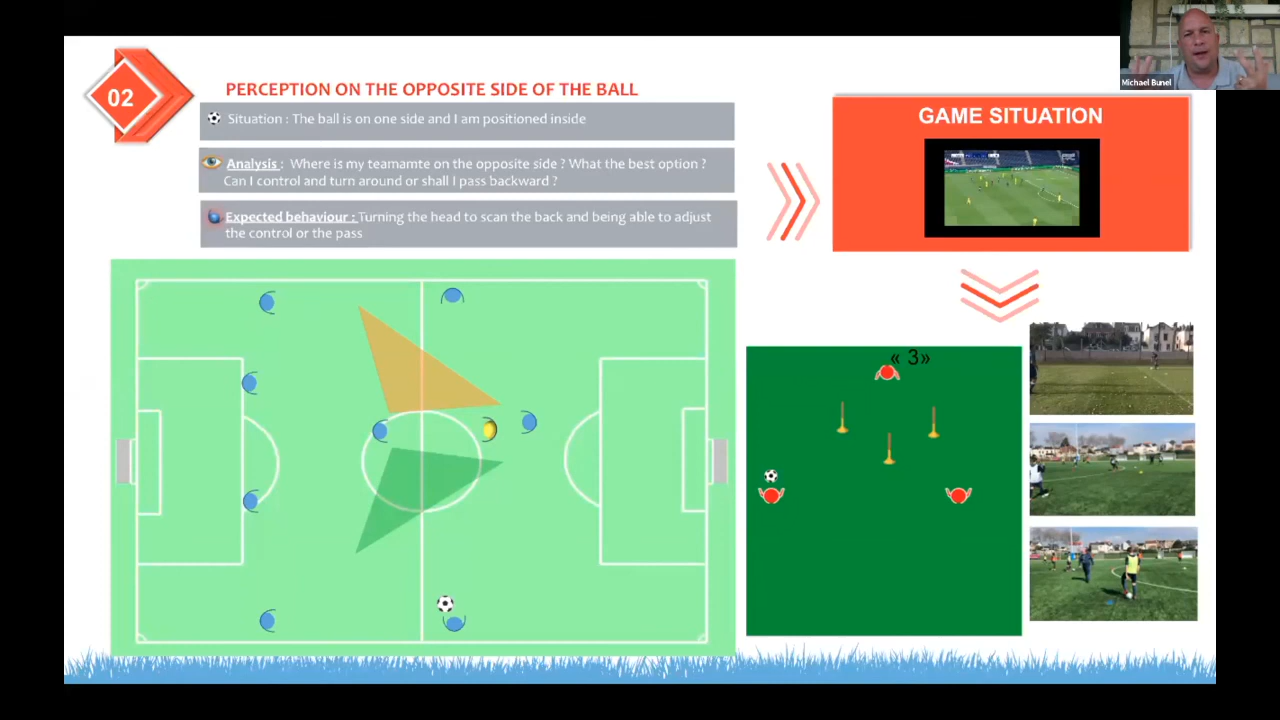 Michael Bunel
02
PERCEPTION ON THE OPPOSITE SIDE OF THE BALL
Situation : The ball is on one side and I am positioned inside
Analysis : Where is my teamamte on the opposite side ? What the best option ?
Can I control and turn around or shall I pass backward ?
Expected behaviour : Turning the head to scan the back and being able to adjust
the control or the pass
GAME SITUATION
« 3»